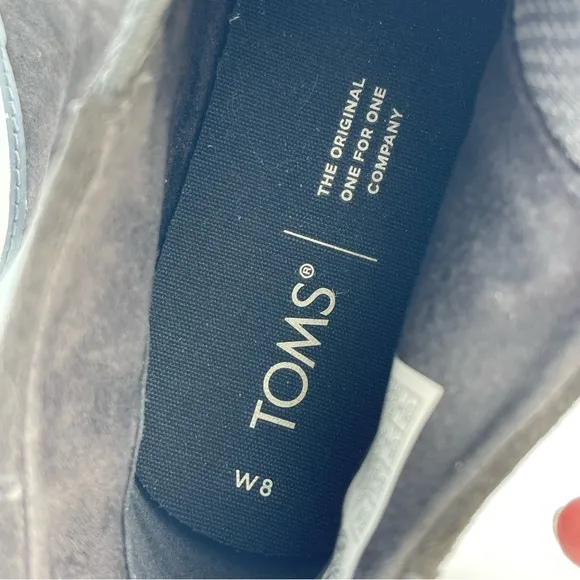 TOMS®
THE ORIGINAL
ONE FOR ONE
COMPANY
W8